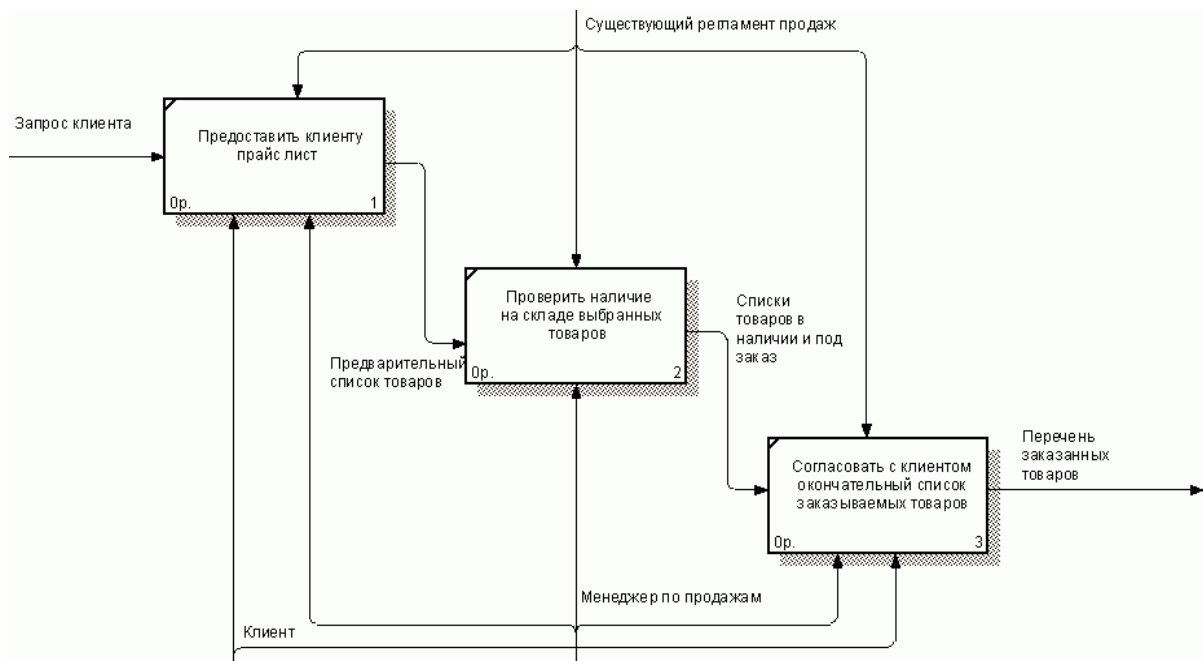 Существующий регламент продаж
Запрос клиента
Предоставить клиенту
прайс лист
0р.
1
Проверить наличие
на складе выбранных
товаров
0р.
2
Предварительный
список товаров
Списки
товаров в
наличии и под
заказ
Согласовать с клиентом
окончательный список
заказываемых товаров
0р.
3
Перечень
заказанных
товаров
Менеджер по продажам
Клиент